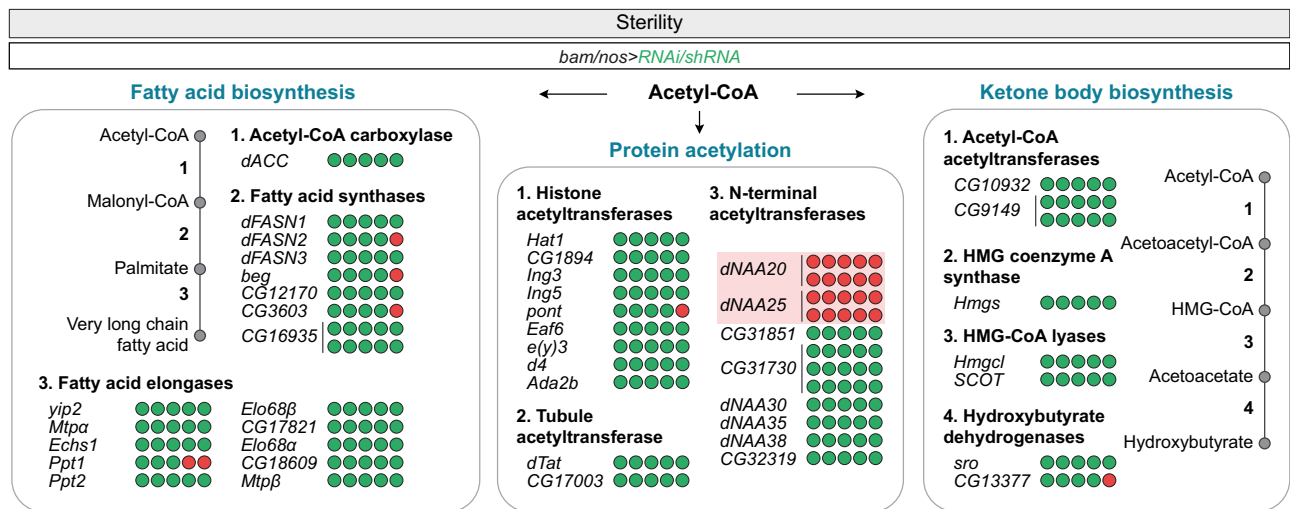 Sterility
bam/nos>RNAi/shRNA
Fatty acid biosynthesis
Acetyl-CoA
1
Malonyl-CoA
2
Palmitate
3
Very long chain
fatty acid
1. Acetyl-CoA carboxylase
dACC
2. Fatty acid synthases
dFASN1
dFASN2
dFASN3
beg
CG12170
CG3603
CG16935
3. Fatty acid elongases
yip2
Mtpα
Echs1
Ppt1
Ppt2
Elo68β
CG17821
Elo68α
CG18609
Mtpβ
Acetyl-CoA
Protein acetylation
1. Histone
acetyltransferases
Hat1
CG1894
Ing3
Ing5
pont
Eaf6
e(y)3
d4
Ada2b
2. Tubule
acetyltransferase
dTat
CG17003
3. N-terminal
acetyltransferases
dNAA20
dNAA25
CG31851
CG31730
dNAA30
dNAA35
dNAA38
CG32319
Ketone body biosynthesis
1. Acetyl-CoA
acetyltransferases
CG10932
CG9149
2. HMG coenzyme A
synthase
Hmgs
3. HMG-CoA lyases
Hmgcl
SCOT
4. Hydroxybutyrate
dehydrogenases
sro
CG13377
Acetyl-CoA
1
Acetoacetyl-CoA
2
HMG-CoA
3
Acetoacetate
4
Hydroxybutyrate